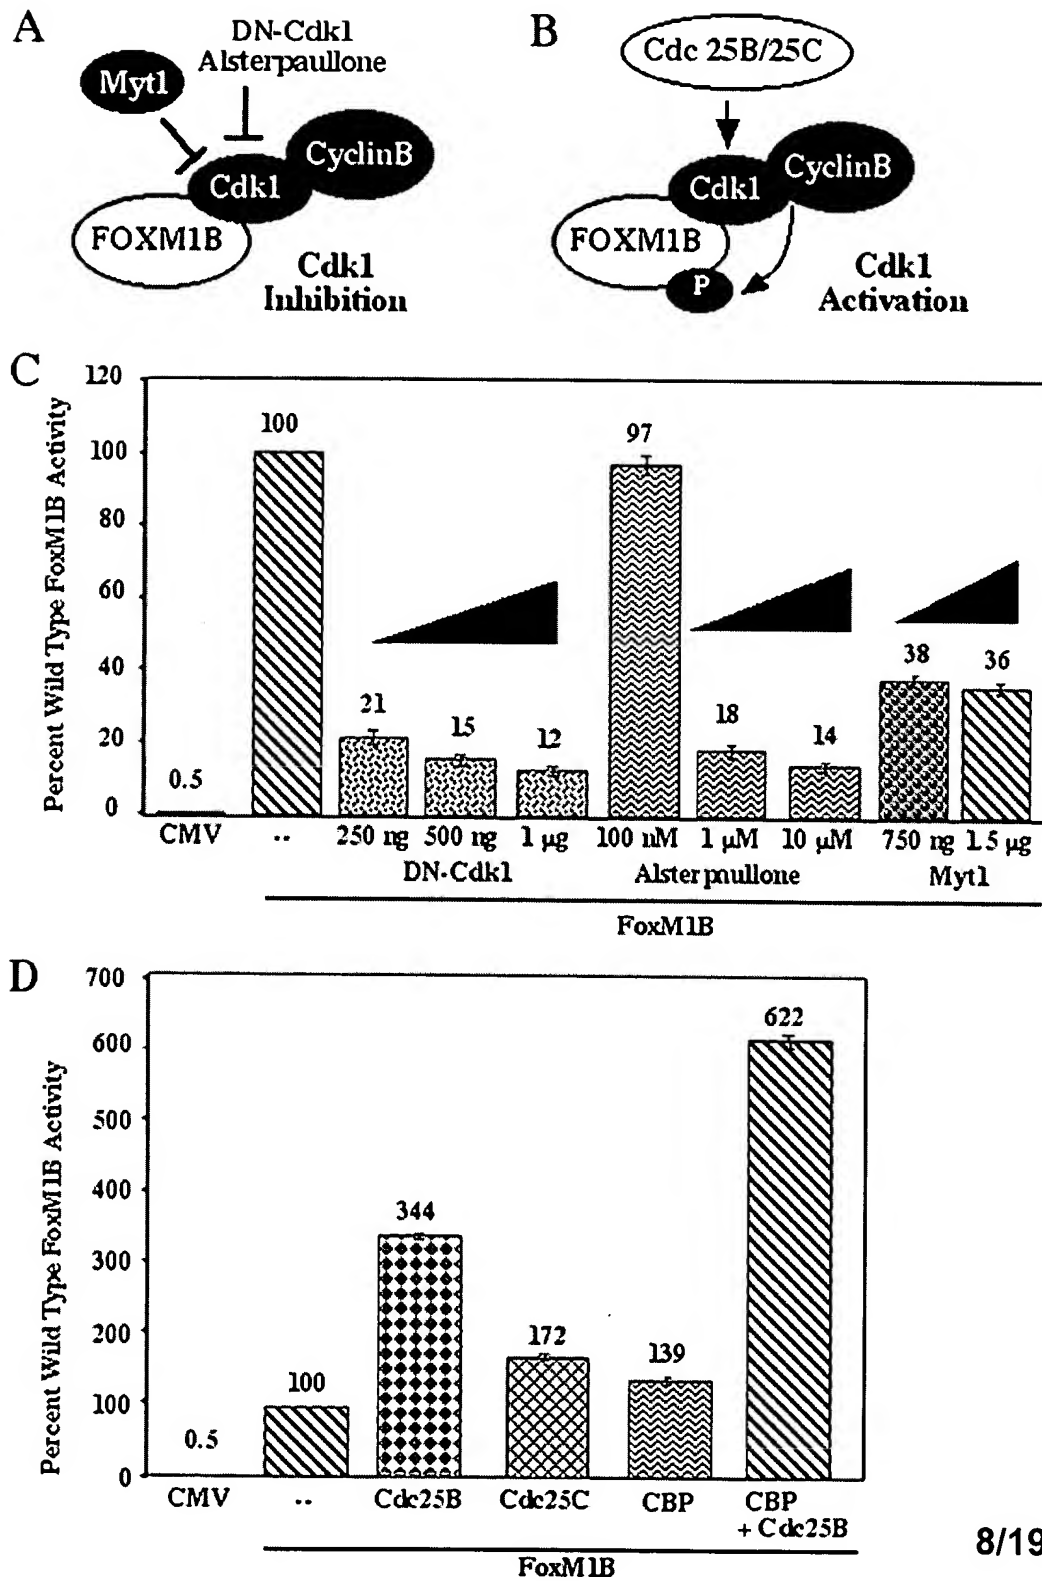 A
DN-Cdk1
Alsterpaullone
Myt1
CyclinB
Cdk1
FOXM1B
Cdk1
Inhibition
B
Cdc 25B/25C
CyclinB
Cdk1
FOXM1B
P
Cdk1
Activation
C
Percent Wild Type FoxM1B Activity
120
100
80
60
40
20
0
0.5
100
21
15
12
97
18
14
38
36
CMV
--
250 ng
500 ng
1 µg
100 nM
1 µM
10 µM
750 ng
1.5 µg
DN-Cdk1
Alsterpaullone
Myt1
FoxM1B
D
Percent Wild Type FoxM1B Activity
700
600
500
400
300
200
100
0
0.5
100
344
172
139
622
CMV
--
Cdc25B
Cdc25C
CBP
CBP
+ Cdc25B
FoxM1B
8/19